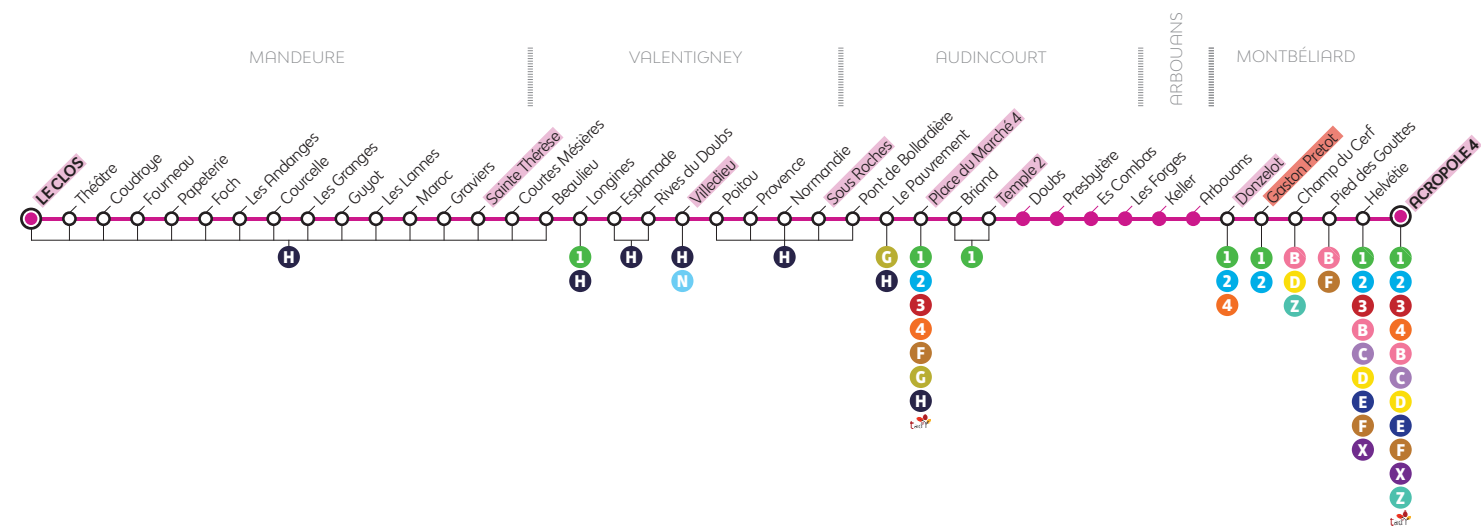 MANDEURE
VALENTIGNEY
AUDINCOURT
ARBOUANS
MONTBÉLIARD
LE CLOS
Théâtre
Coudroye
Fourneau
Papeterie
Foch
Les Andanges
Courcelle
Les Granges
Guyot
Les Lannes
Maroc
Graviers
Sainte Thérèse
Courtes Mésières
Beaulieu
Longines
Esplanade
Rives du Doubs
Villedieu
Poitou
Provence
Normandie
Sous Roches
Pont de Bollardière
Le Pauvrement
Place du Marché 4
Briand
Temple 2
Doubs
Presbytère
Es Combas
Les Forges
Keller
Arbouans
Donzelot
Gaston Pretot
Champ du Cerf
Pied des Gouttes
Helvétie
ACROPOLE 4
H
1
H
H
H
N
H
G
H
1
2
3
4
F
G
H
1
1
2
4
1
2
B
D
Z
B
F
1
2
3
B
C
D
E
F
X
1
2
3
4
B
C
D
E
F
X
Z